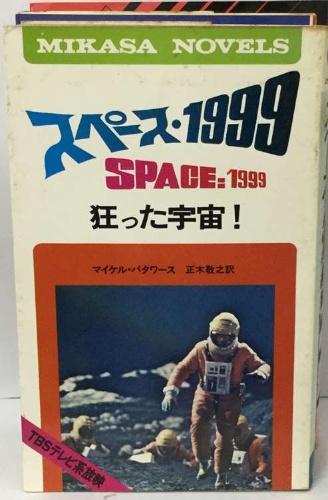 MIKASA NOVELS
スペース・1999
SPACE:1999
狂った宇宙!
マイケル・バタワース 正木敬之訳
TBSテレビ系放映